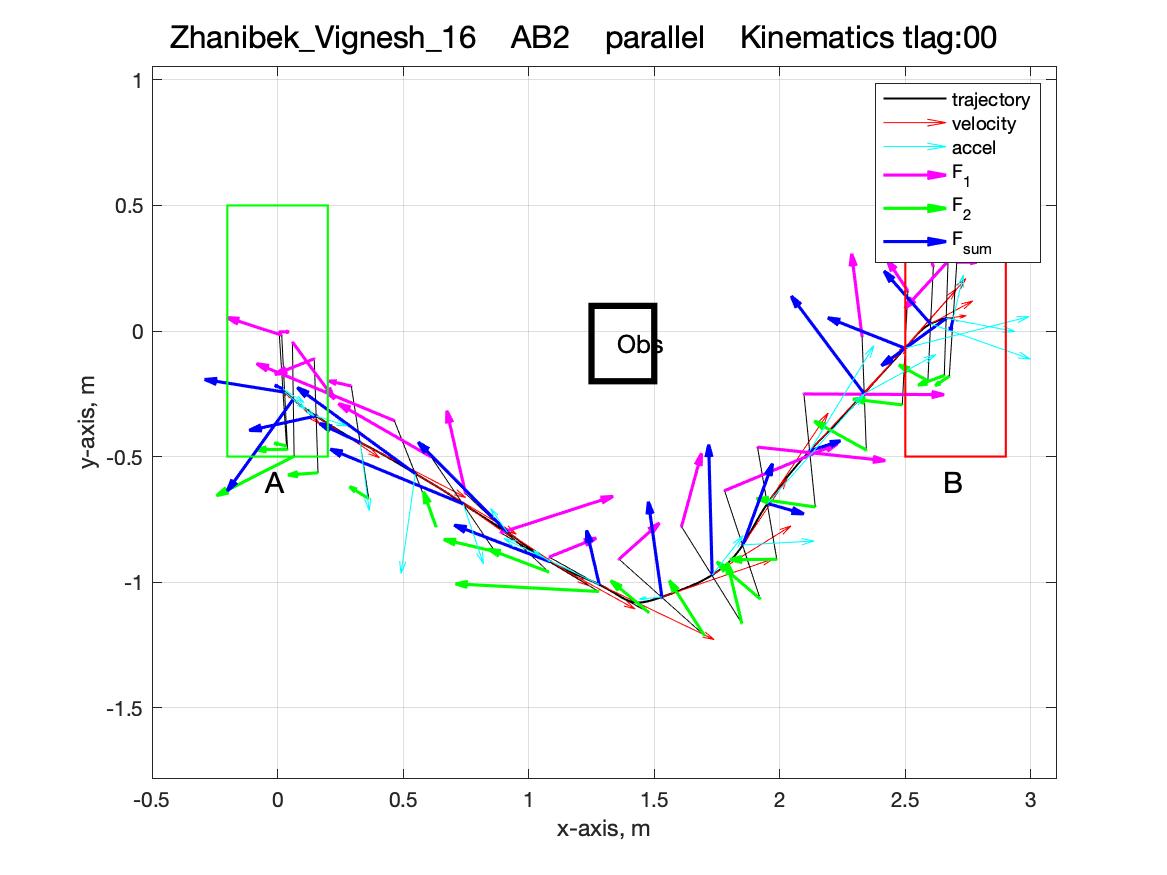 Zhanibek_Vignesh_16 AB2 parallel Kinematics tlag:00
trajectory
velocity
accel
F1
F2
Fsum
1
0.5
0
-0.5
-1
-1.5
y-axis, m
Obs
A
B
-0.5 0 0.5 1 1.5 2 2.5 3
x-axis, m